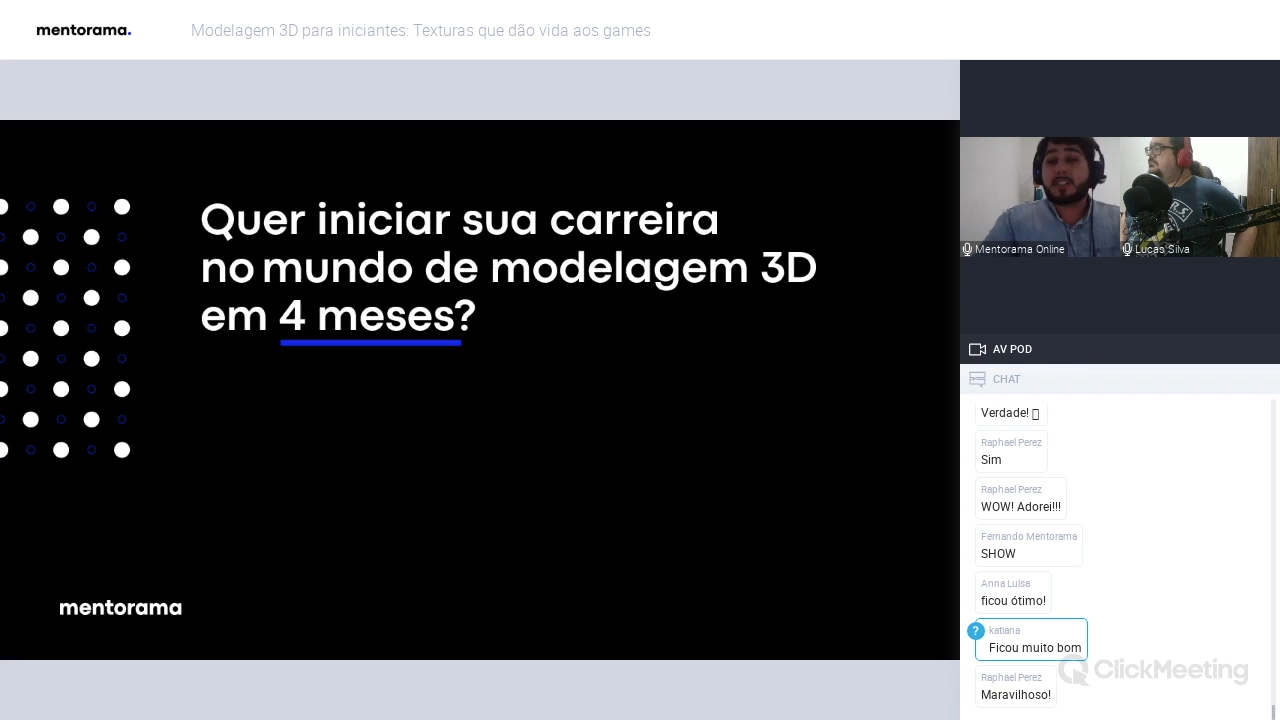 mentorama.
Modelagem 3D para iniciantes: Texturas que dão vida aos games
Quer iniciar sua carreira
no mundo de modelagem 3D
em 4 meses?
mentorama
Mentorama Online
Lucas Silva
AV POD
CHAT
Verdade!
Raphael Perez
Sim
Raphael Perez
WOW! Adorei!!!
Fernando Mentorama
SHOW
Anna Luísa
ficou ótimo!
?
katiana
Ficou muito bom
Raphael Perez
Maravilhoso!
ClickMeeting